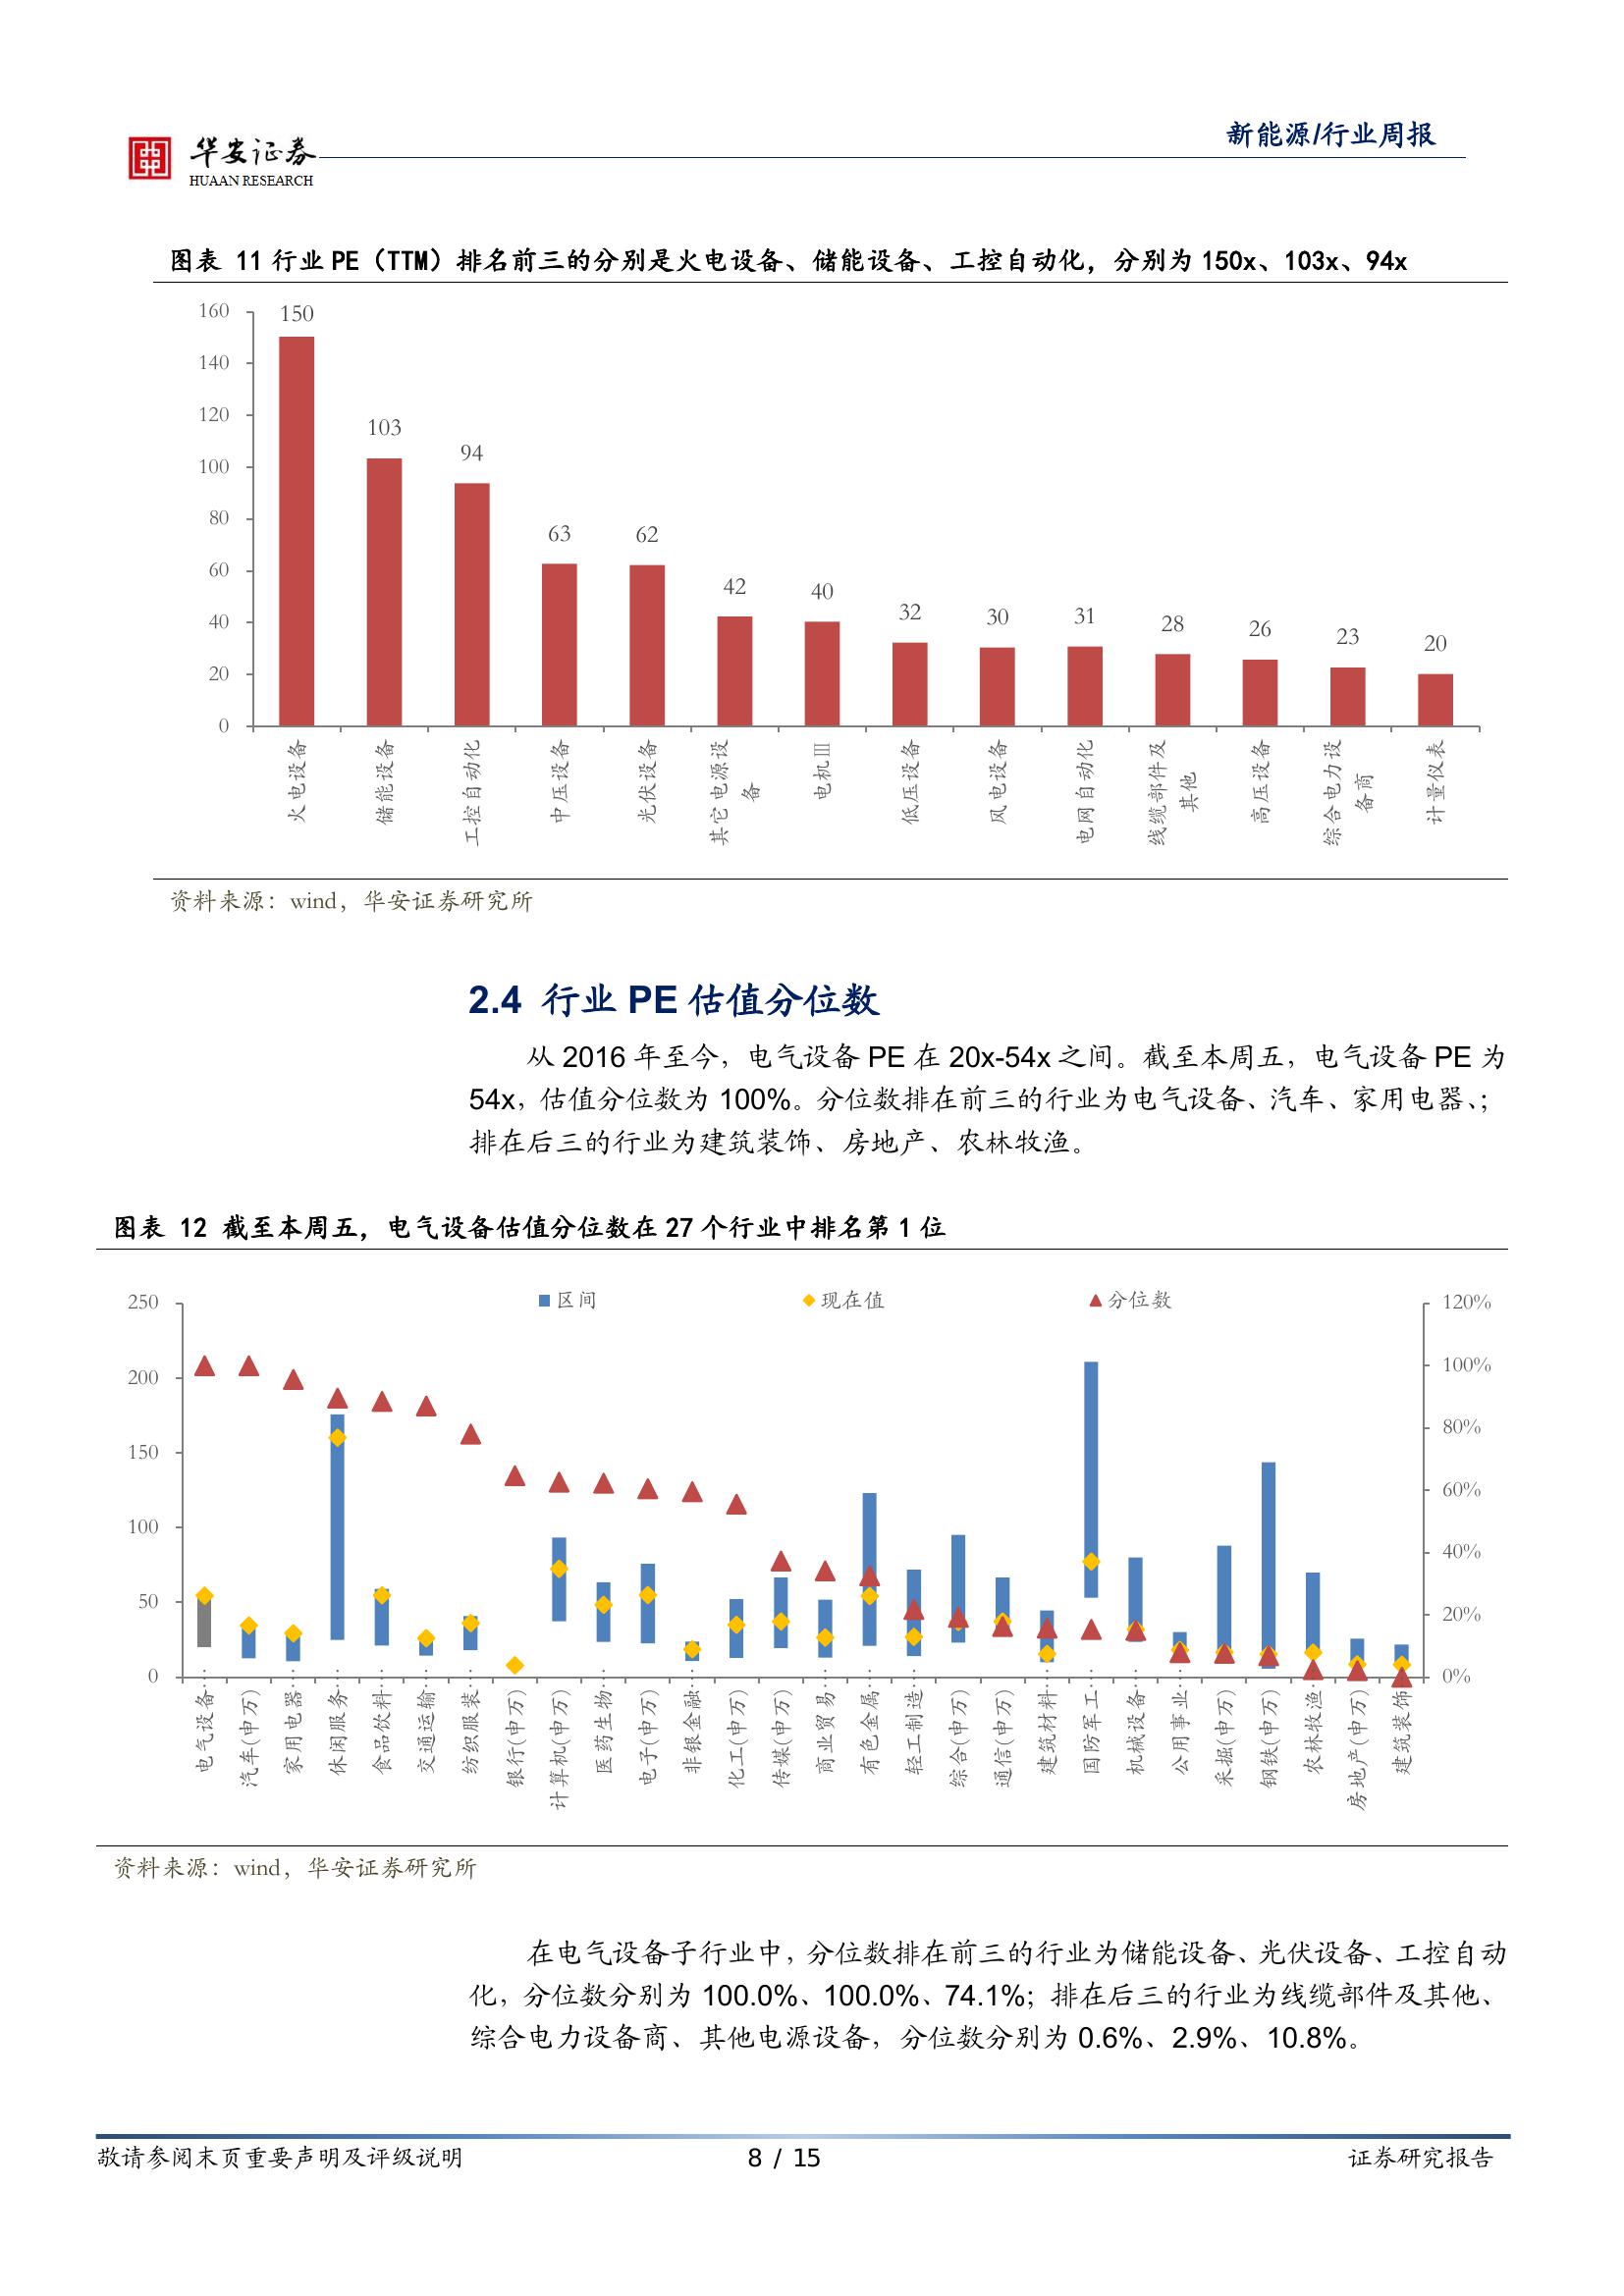 华安证券
HUAAN RESEARCH
新能源/行业周报
图表 11 行业 PE（TTM）排名前三的分别是火电设备、储能设备、工控自动化，分别为 150x、103x、94x
160
140
120
100
80
60
40
20
0
150
103
94
63
62
42
40
32
30
31
28
26
23
20
火电设备
储能设备
工控自动化
中压设备
光伏设备
其它电源设
备
电机Ⅲ
低压设备
风电设备
电网自动化
线缆部件及
其他
高压设备
综合电力设
备商
计量仪表
资料来源：wind，华安证券研究所
2.4 行业 PE 估值分位数
从 2016 年至今，电气设备 PE 在 20x-54x 之间。截至本周五，电气设备 PE 为
54x，估值分位数为 100%。分位数排在前三的行业为电气设备、汽车、家用电器、；
排在后三的行业为建筑装饰、房地产、农林牧渔。
图表 12 截至本周五，电气设备估值分位数在 27 个行业中排名第 1 位
区间
现在值
分位数
250
200
150
100
50
0
120%
100%
80%
60%
40%
20%
0%
电气设备…
汽车(申万)
家用电器…
休闲服务…
食品饮料…
交通运输…
纺织服装…
银行(申万)
计算机(申万)
医药生物…
电子(申万)
非银金融…
化工(申万)
传媒(申万)
商业贸易…
有色金属…
轻工制造…
综合(申万)
通信(申万)
建筑材料…
国防军工…
机械设备…
公用事业…
采掘(申万)
钢铁(申万)
农林牧渔…
房地产(申万)
建筑装饰…
资料来源：wind，华安证券研究所
在电气设备子行业中，分位数排在前三的行业为储能设备、光伏设备、工控自动
化，分位数分别为 100.0%、100.0%、74.1%；排在后三的行业为线缆部件及其他、
综合电力设备商、其他电源设备，分位数分别为 0.6%、2.9%、10.8%。
敬请参阅末页重要声明及评级说明
8 / 15
证券研究报告